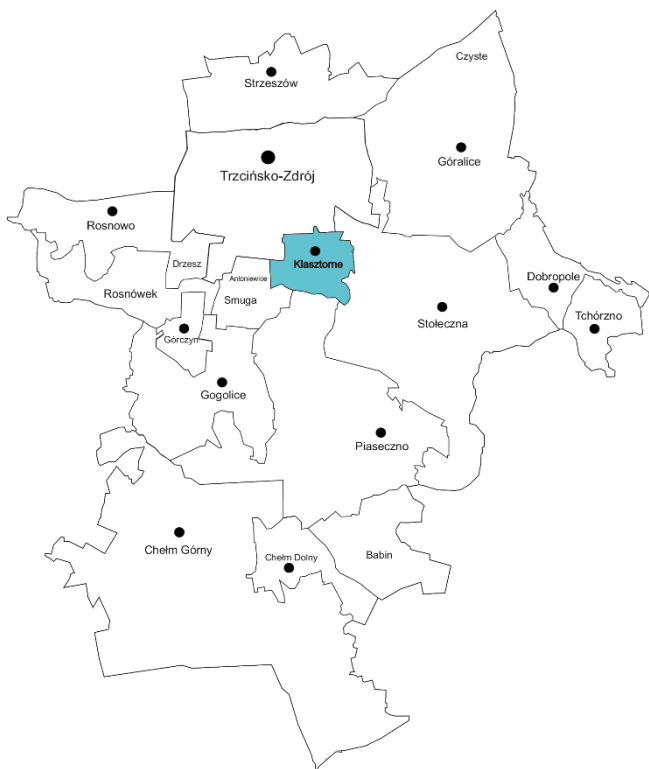 Czyste
Strzeszów
Góralice
Trzcińsko-Zdrój
Rosnowo
Drzesz
Klasztorne
Antoniewice
Dobropole
Rosnówek
Smuga
Stołeczna
Tchórzno
Górczyn
Gogolice
Piaseczno
Chełm Górny
Chełm Dolny
Babin